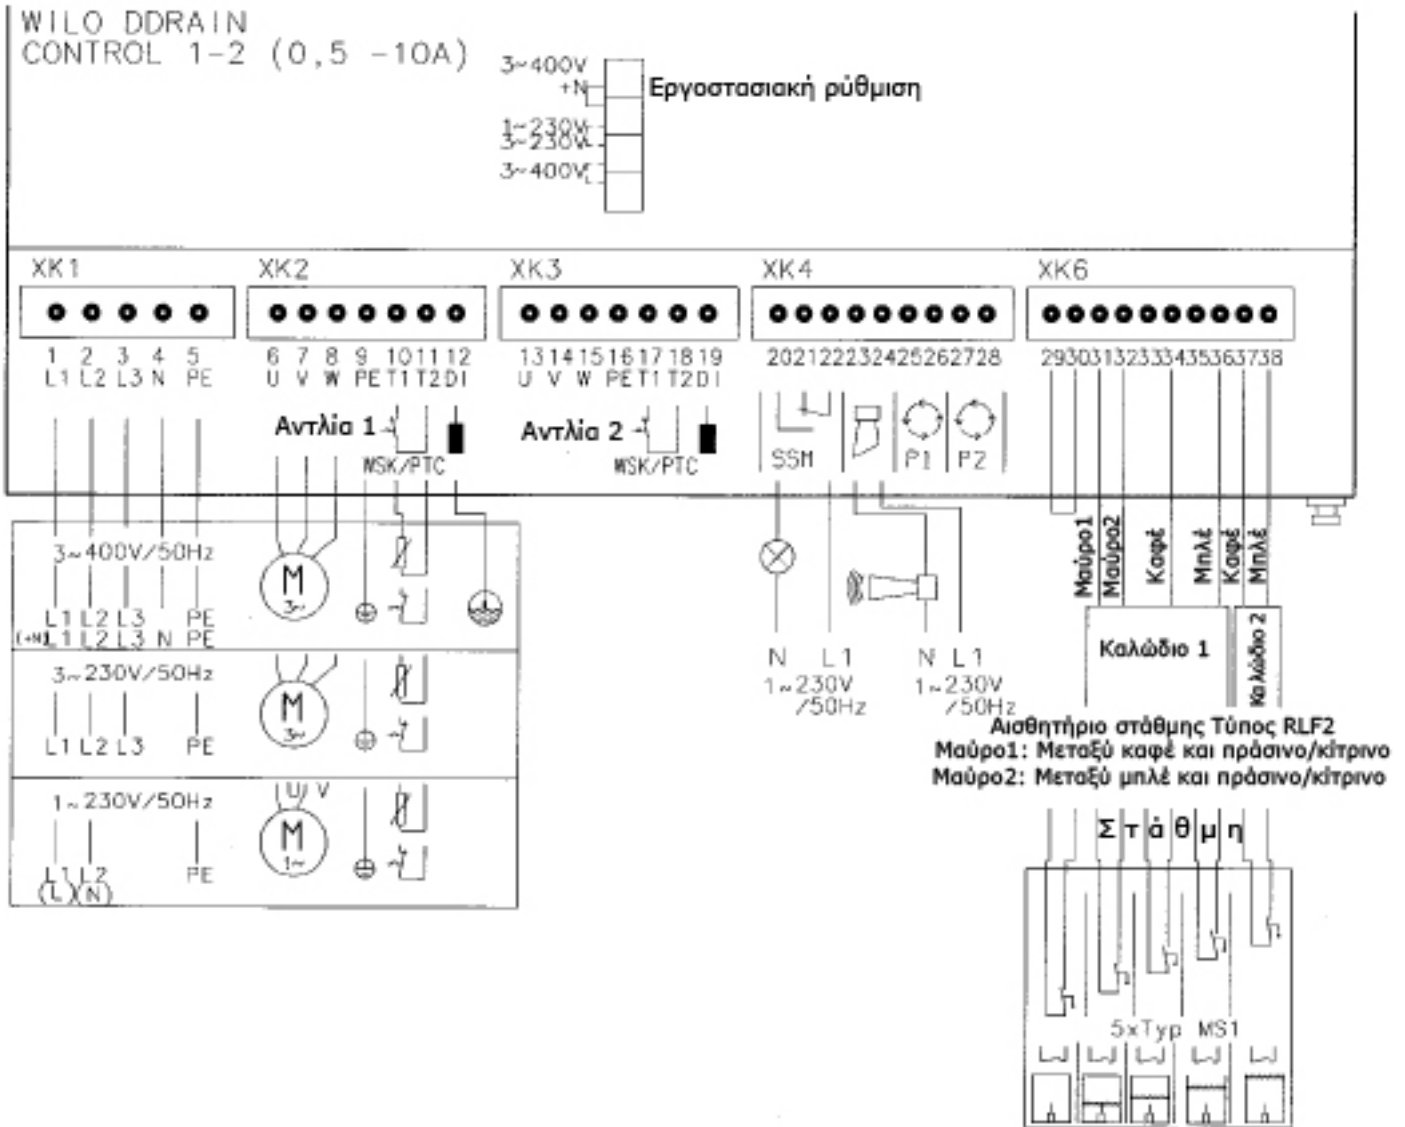 WILO DDRAIN
CONTROL 1-2 (0,5 -10A)
3~400V
+N
Εργοστασιακή ρύθμιση
1~230V
3~230V
3~400V
XK1 XK2 XK3 XK4 XK6
1 2 3 4 5 6 7 8 9 10 11 12 13 14 15 16 17 18 19 20 21 22 23 24 25 26 27 28 29 30 31 32 33 34 35 36 37 38
L1 L2 L3 N PE U V W PE T1 T2 DI U V W PE T1 T2 DI
Αντλία 1 Αντλία 2
WSK/PTC WSK/PTC SSM P1 P2
Μαύρο1
Μαύρο2
Καφέ
Μπλέ
Καφέ
Μπλέ
3~400V/50Hz
M
3~
L1 L2 L3 PE
(+N) L1 L2 L3 N PE
Καλώδιο 1
Καλώδιο 2
N L1 N L1
1~230V 1~230V
/50Hz /50Hz
3~230V/50Hz
M
3~
L1 L2 L3 PE
Αισθητήριο στάθμης Τύπος RLF2
Μαύρο1: Μεταξύ καφέ και πράσινο/κίτρινο
Μαύρο2: Μεταξύ μπλέ και πράσινο/κίτρινο
1~230V/50Hz
U V
M
1~
L1 L2 PE
(L) (N)
Στάθμη
5xTyp MS1